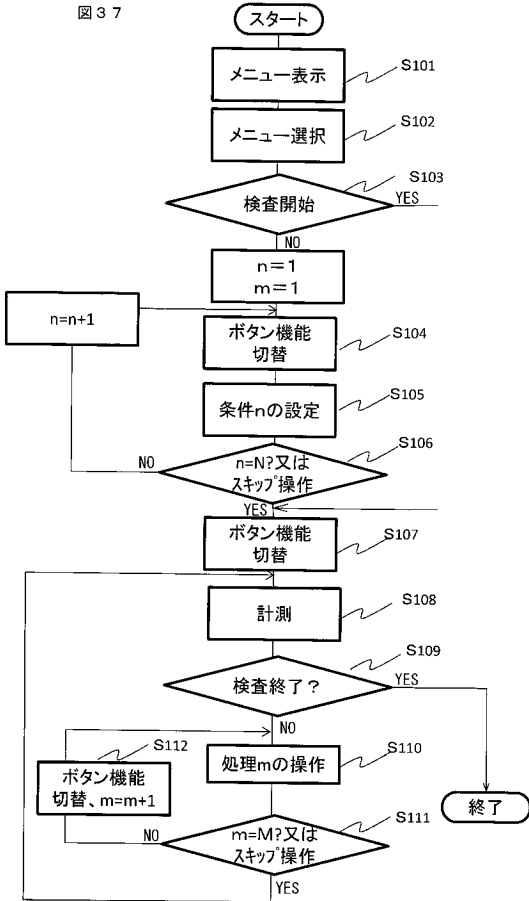 図３７
スタート
メニュー表示
S101
メニュー選択
S102
検査開始
S103
YES
NO
n＝1
m＝1
n=n+1
ボタン機能
切替
S104
条件nの設定
S105
n=N?又は
スキップ操作
S106
NO
YES
ボタン機能
切替
S107
計測
S108
検査終了？
S109
YES
NO
S112
処理mの操作
S110
ボタン機能
切替、m=m+1
終了
m=M?又は
スキップ操作
S111
NO
YES